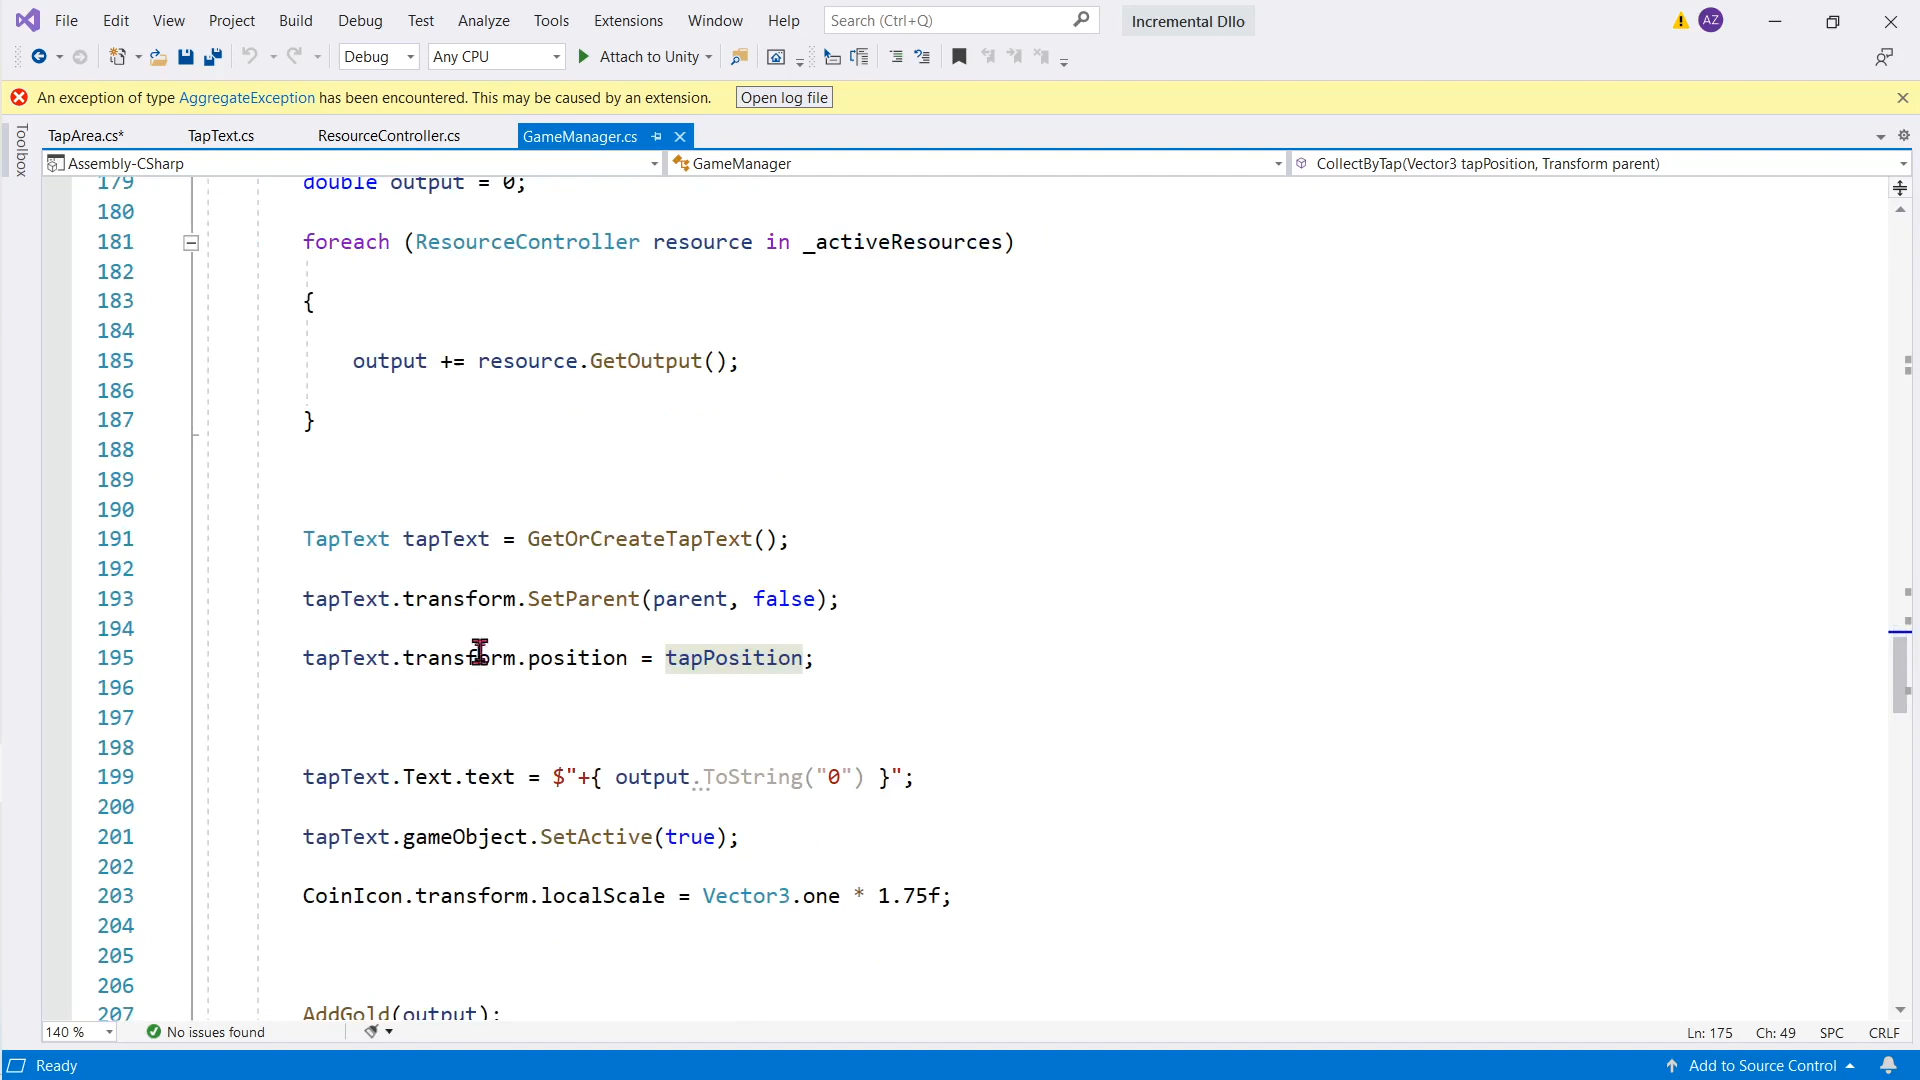 File Edit View Project Build Debug Test Analyze Tools Extensions Window Help Search (Ctrl+Q) Incremental Dllo AZ
Debug Any CPU Attach to Unity
An exception of type AggregateException has been encountered. This may be caused by an extension. Open log file
Toolbox
TapArea.cs* TapText.cs ResourceController.cs GameManager.cs
Assembly-CSharp GameManager CollectByTap(Vector3 tapPosition, Transform parent)
179 double output = 0;
180
181 foreach (ResourceController resource in _activeResources)
182
183 {
184
185 output += resource.GetOutput();
186
187 }
188
189
190
191 TapText tapText = GetOrCreateTapText();
192
193 tapText.transform.SetParent(parent, false);
194
195 tapText.transform.position = tapPosition;
196
197
198
199 tapText.Text.text = $"+{ output.ToString("0") }";
200
201 tapText.gameObject.SetActive(true);
202
203 CoinIcon.transform.localScale = Vector3.one * 1.75f;
204
205
206
207 AddGold(output);
140 % No issues found Ln: 175 Ch: 49 SPC CRLF
Ready Add to Source Control